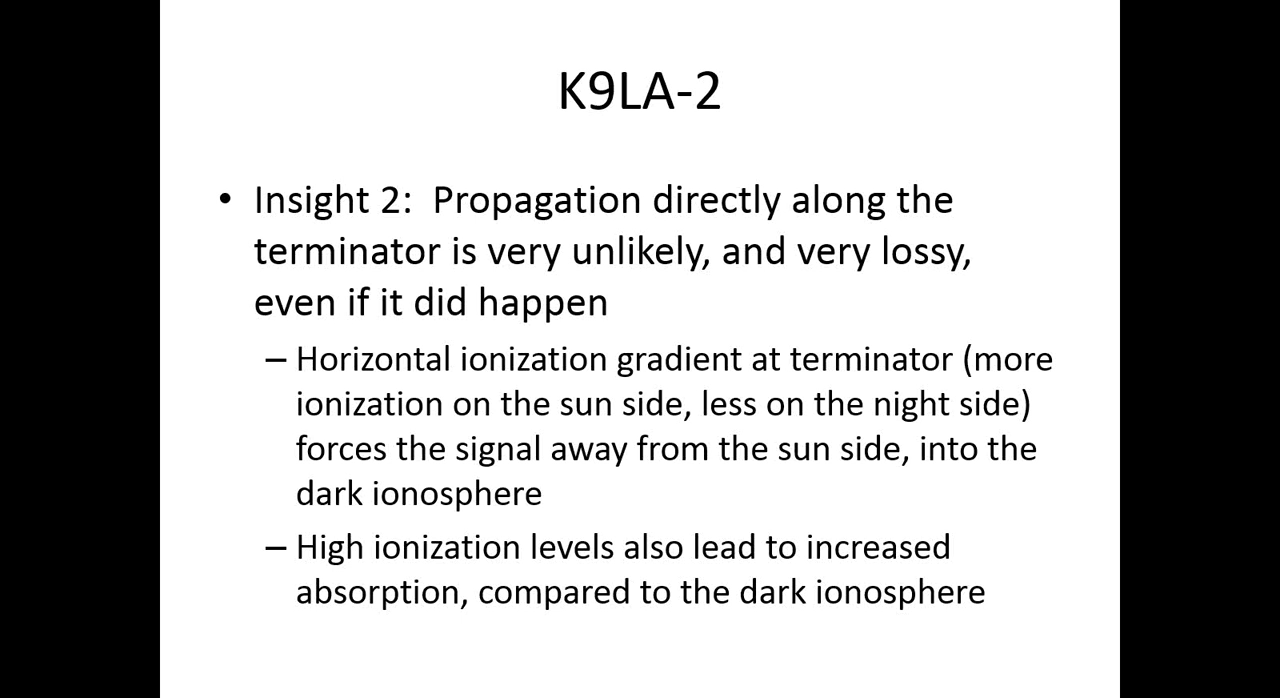 K9LA-2
• Insight 2:  Propagation directly along the
terminator is very unlikely, and very lossy,
even if it did happen
– Horizontal ionization gradient at terminator (more
ionization on the sun side, less on the night side)
forces the signal away from the sun side, into the
dark ionosphere
– High ionization levels also lead to increased
absorption, compared to the dark ionosphere